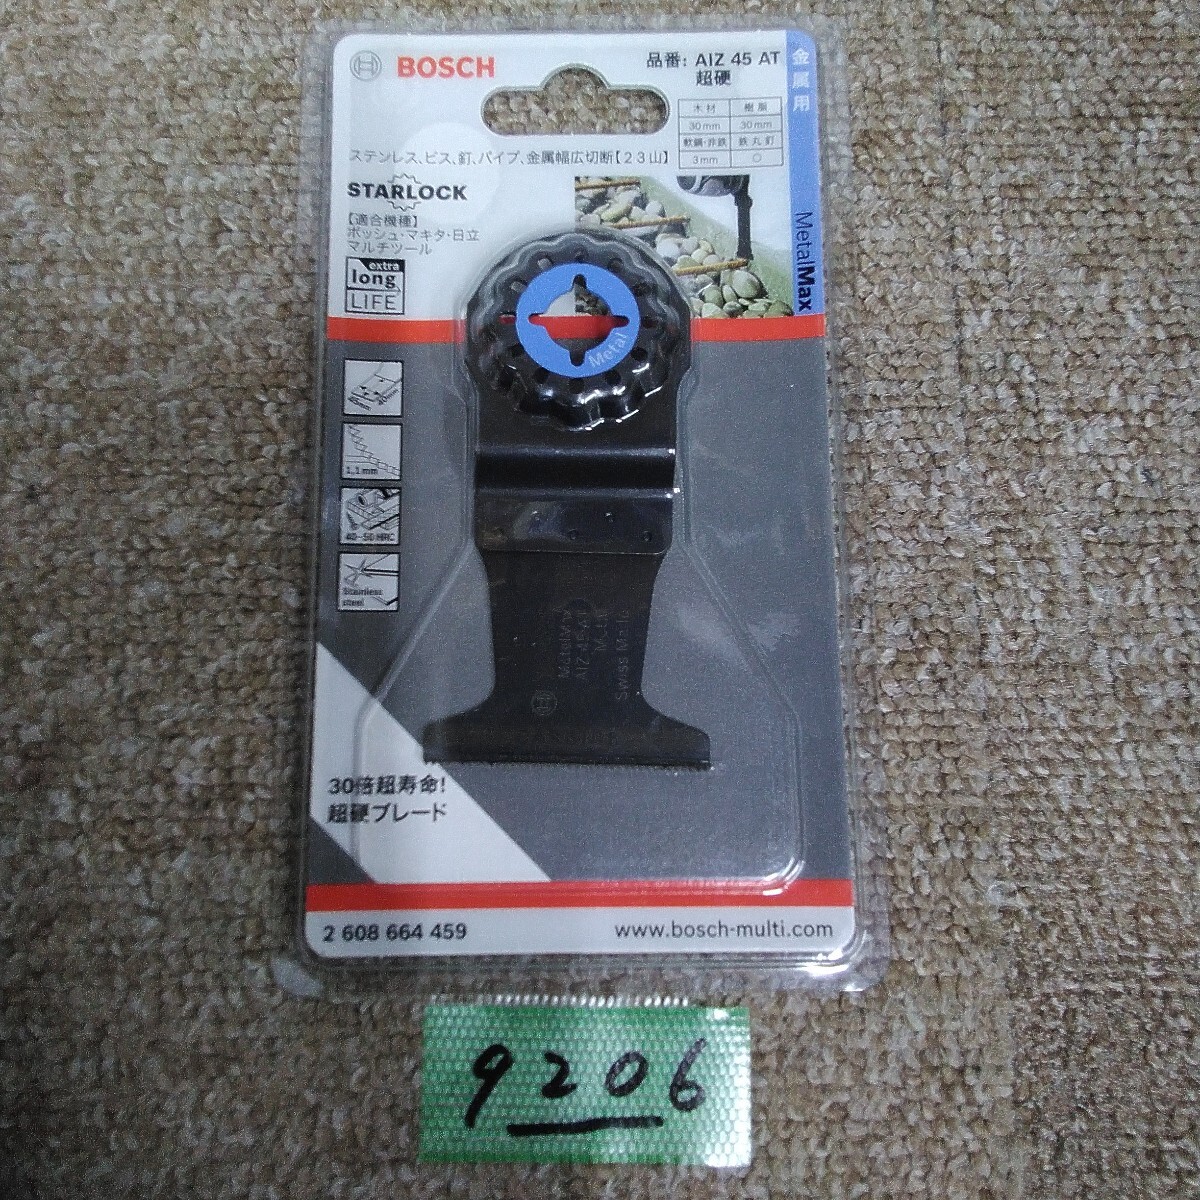 BOSCH
品番: AIZ 45 AT
超硬
金属用
木材 樹脂
30mm 30mm
軟鋼・非鉄 鉄丸釘
3mm ○
ステンレス、ビス、釘、パイプ、金属幅広切断【23山】
STARLOCK
【適合機種】
ボッシュ・マキタ・日立
マルチツール
extra
long
LIFE
MetalMax
Metal
45mm 40mm
1,1mm
40-50 HRC
Stainless
steel
MetalMax
AIZ 45 AT
Metal
Swiss Made
30倍超寿命!
超硬ブレード
2 608 664 459
www.bosch-multi.com
9206